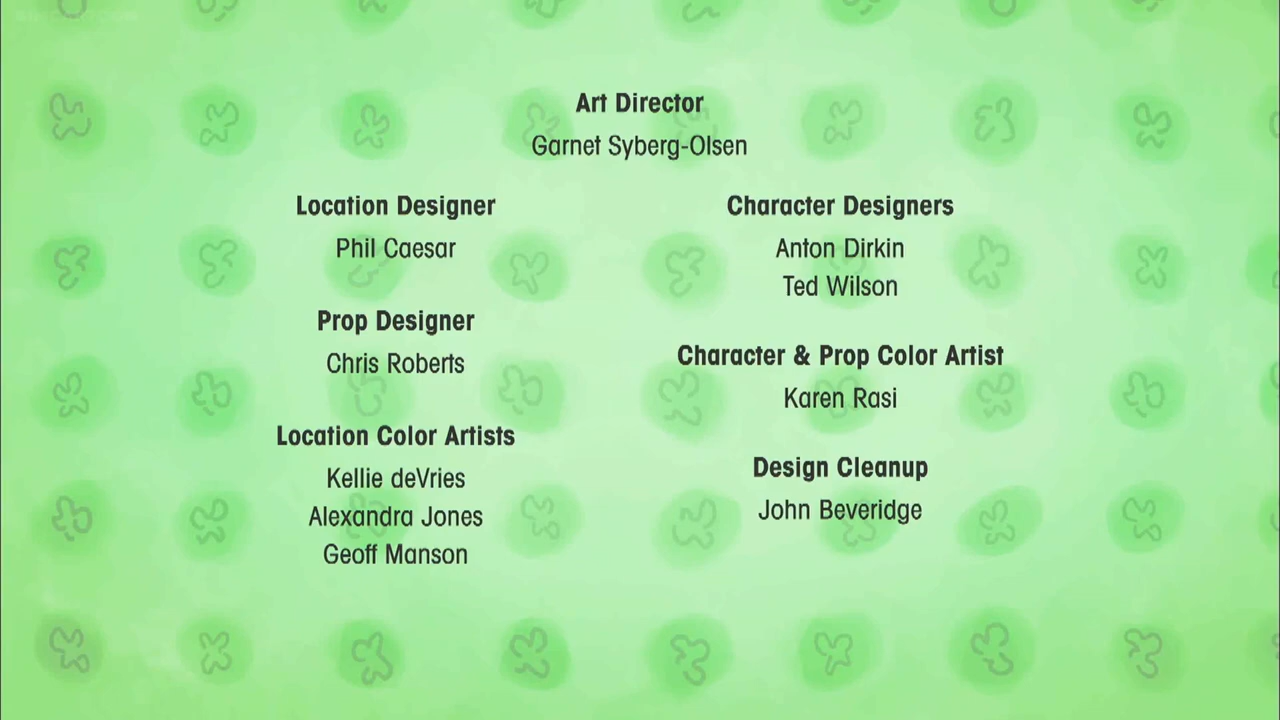 Art Director
Garnet Syberg-Olsen
Location Designer
Phil Caesar
Prop Designer
Chris Roberts
Location Color Artists
Kellie deVries
Alexandra Jones
Geoff Manson
Character Designers
Anton Dirkin
Ted Wilson
Character & Prop Color Artist
Karen Rasi
Design Cleanup
John Beveridge